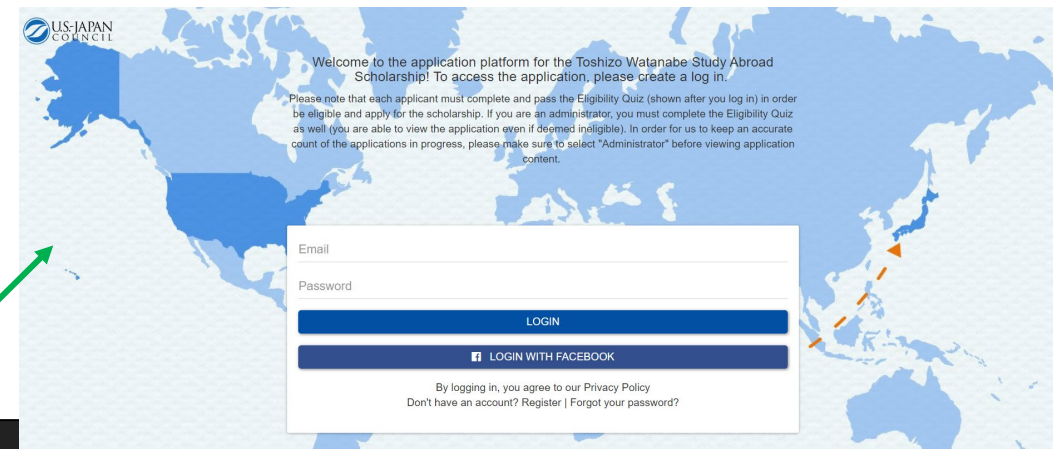 U.S.-JAPAN
COUNCIL
Welcome to the application platform for the Toshizo Watanabe Study Abroad
Scholarship! To access the application, please create a log in.
Please note that each applicant must complete and pass the Eligibility Quiz (shown after you log in) in order
be eligible and apply for the scholarship. If you are an administrator, you must complete the Eligibility Quiz
as well (you are able to view the application even if deemed ineligible). In order for us to keep an accurate
count of the applications in progress, please make sure to select "Administrator" before viewing application
content.
Email
Password
LOGIN
LOGIN WITH FACEBOOK
By logging in, you agree to our Privacy Policy
Don't have an account? Register | Forgot your password?